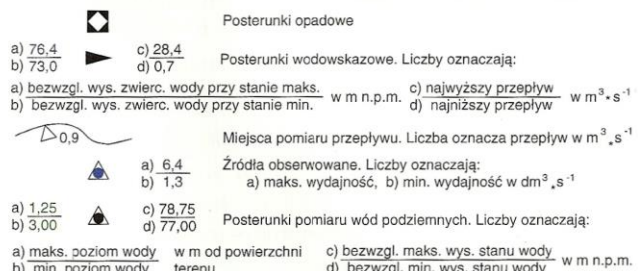 Posterunki opadowe
a) 76,4 c) 28,4
b) 73,0 d) 0,7
Posterunki wodowskazowe. Liczby oznaczają:
a) bezwzgl. wys. zwierc. wody przy stanie maks. w m n.p.m. c) najwyższy przepływ w m³*s⁻¹
b) bezwzgl. wys. zwierc. wody przy stanie min. d) najniższy przepływ
0,9 Miejsca pomiaru przepływu. Liczba oznacza przepływ w m³*s⁻¹
a) 6,4 Źródła obserwowane. Liczby oznaczają:
b) 1,3 a) maks. wydajność, b) min. wydajność w dm³*s⁻¹
a) 1,25 c) 78,75
b) 3,00 d) 77,00
Posterunki pomiaru wód podziemnych. Liczby oznaczają:
a) maks. poziom wody w m od powierzchni c) bezwzgl. maks. wys. stanu wody w m n.p.m.
b) min. poziom wody terenu d) bezwzgl. min. wys. stanu wody